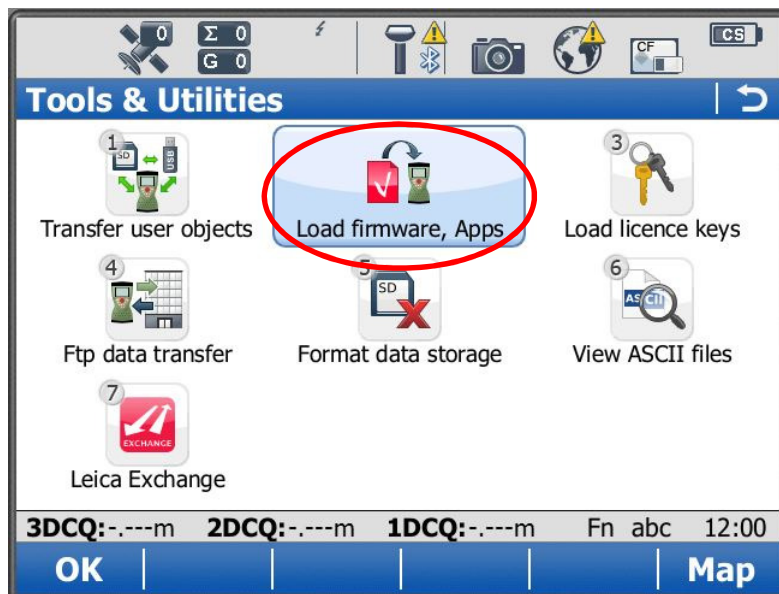 0
Σ 0
G 0
CF
CS
Tools & Utilities
1
SD
USB
Transfer user objects
Load firmware, Apps
3
Load licence keys
4
Ftp data transfer
5
SD
Format data storage
6
ASCII
View ASCII files
7
EXCHANGE
Leica Exchange
3DCQ:-.---m 2DCQ:-.---m 1DCQ:-.---m Fn abc 12:00
OK Map